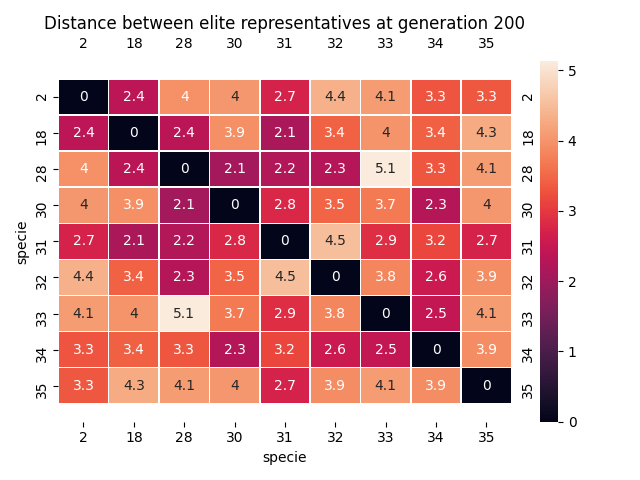 Distance between elite representatives at generation 200
2 18 28 30 31 32 33 34 35
2 0 2.4 4 4 2.7 4.4 4.1 3.3 3.3 2 5
18 2.4 0 2.4 3.9 2.1 3.4 4 3.4 4.3 18 4
28 4 2.4 0 2.1 2.2 2.3 5.1 3.3 4.1 28
30 4 3.9 2.1 0 2.8 3.5 3.7 2.3 4 30 3
specie 31 2.7 2.1 2.2 2.8 0 4.5 2.9 3.2 2.7 31
32 4.4 3.4 2.3 3.5 4.5 0 3.8 2.6 3.9 32 2
33 4.1 4 5.1 3.7 2.9 3.8 0 2.5 4.1 33
34 3.3 3.4 3.3 2.3 3.2 2.6 2.5 0 3.9 34 1
35 3.3 4.3 4.1 4 2.7 3.9 4.1 3.9 0 35
0
2 18 28 30 31 32 33 34 35
specie